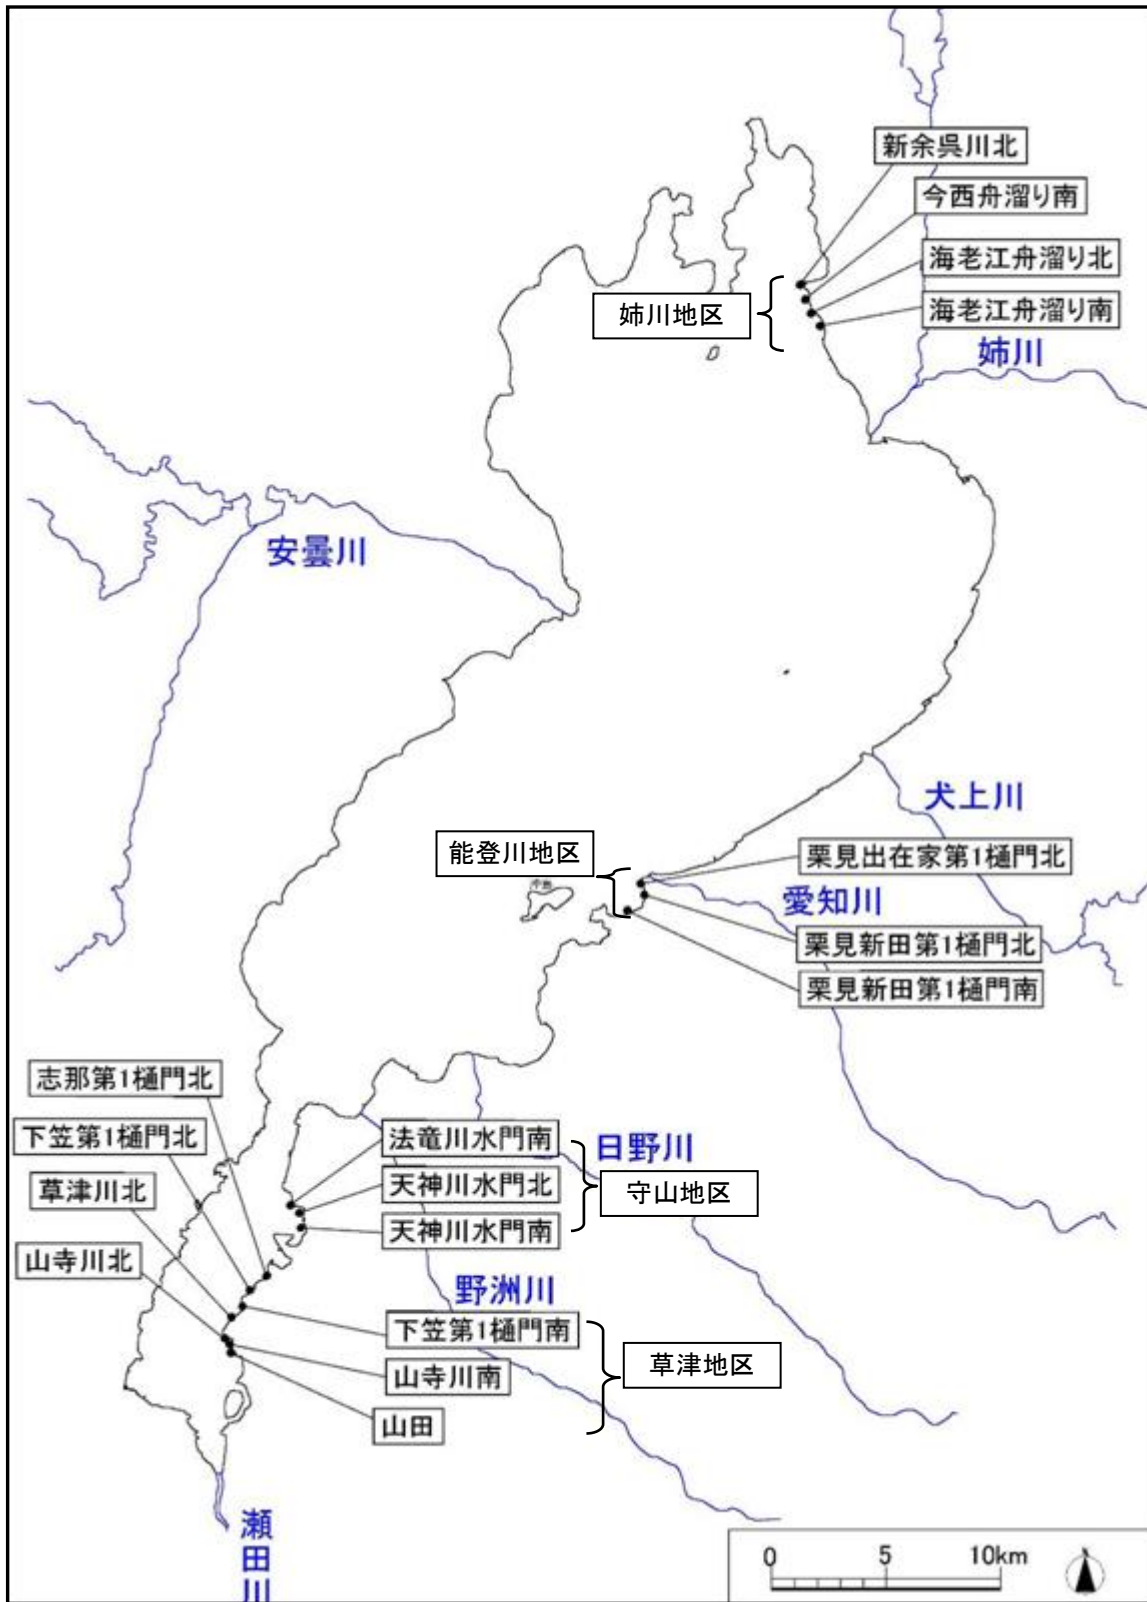 新余呉川北
今西舟溜り南
海老江舟溜り北
姉川地区
海老江舟溜り南
姉川
安曇川
犬上川
能登川地区
栗見出在家第1樋門北
沖島
愛知川
栗見新田第1樋門北
栗見新田第1樋門南
志那第1樋門北
下笠第1樋門北
法竜川水門南
日野川
草津川北
天神川水門北
守山地区
天神川水門南
山寺川北
野洲川
下笠第1樋門南
草津地区
山寺川南
山田
瀬田川
0 5 10km
N